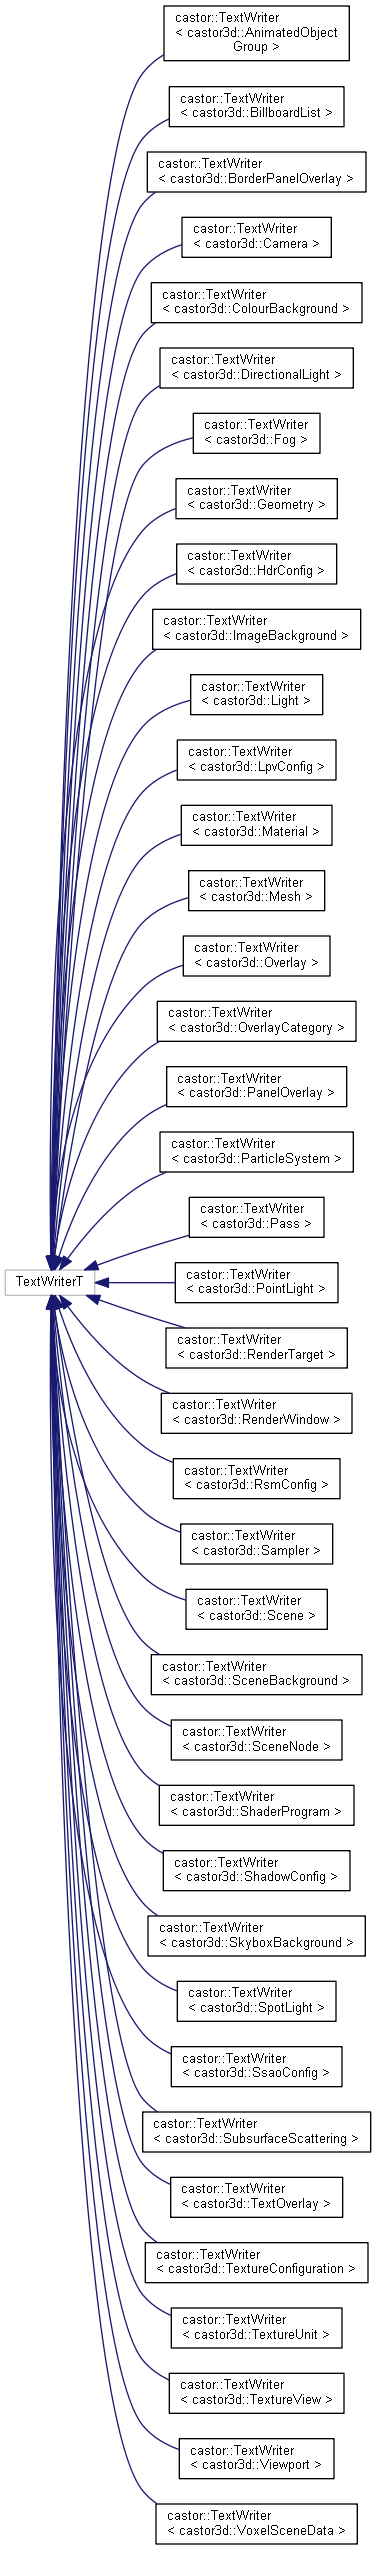 castor::TextWriter
< castor3d::AnimatedObject
Group >
castor::TextWriter
< castor3d::BillboardList >
castor::TextWriter
< castor3d::BorderPanelOverlay >
castor::TextWriter
< castor3d::Camera >
castor::TextWriter
< castor3d::ColourBackground >
castor::TextWriter
< castor3d::DirectionalLight >
castor::TextWriter
< castor3d::Fog >
castor::TextWriter
< castor3d::Geometry >
castor::TextWriter
< castor3d::HdrConfig >
castor::TextWriter
< castor3d::ImageBackground >
castor::TextWriter
< castor3d::Light >
castor::TextWriter
< castor3d::LpvConfig >
castor::TextWriter
< castor3d::Material >
castor::TextWriter
< castor3d::Mesh >
castor::TextWriter
< castor3d::Overlay >
castor::TextWriter
< castor3d::OverlayCategory >
castor::TextWriter
< castor3d::PanelOverlay >
castor::TextWriter
< castor3d::ParticleSystem >
castor::TextWriter
< castor3d::Pass >
TextWriterT
castor::TextWriter
< castor3d::PointLight >
castor::TextWriter
< castor3d::RenderTarget >
castor::TextWriter
< castor3d::RenderWindow >
castor::TextWriter
< castor3d::RsmConfig >
castor::TextWriter
< castor3d::Sampler >
castor::TextWriter
< castor3d::Scene >
castor::TextWriter
< castor3d::SceneBackground >
castor::TextWriter
< castor3d::SceneNode >
castor::TextWriter
< castor3d::ShaderProgram >
castor::TextWriter
< castor3d::ShadowConfig >
castor::TextWriter
< castor3d::SkyboxBackground >
castor::TextWriter
< castor3d::SpotLight >
castor::TextWriter
< castor3d::SsaoConfig >
castor::TextWriter
< castor3d::SubsurfaceScattering >
castor::TextWriter
< castor3d::TextOverlay >
castor::TextWriter
< castor3d::TextureConfiguration >
castor::TextWriter
< castor3d::TextureUnit >
castor::TextWriter
< castor3d::TextureView >
castor::TextWriter
< castor3d::Viewport >
castor::TextWriter
< castor3d::VoxelSceneData >